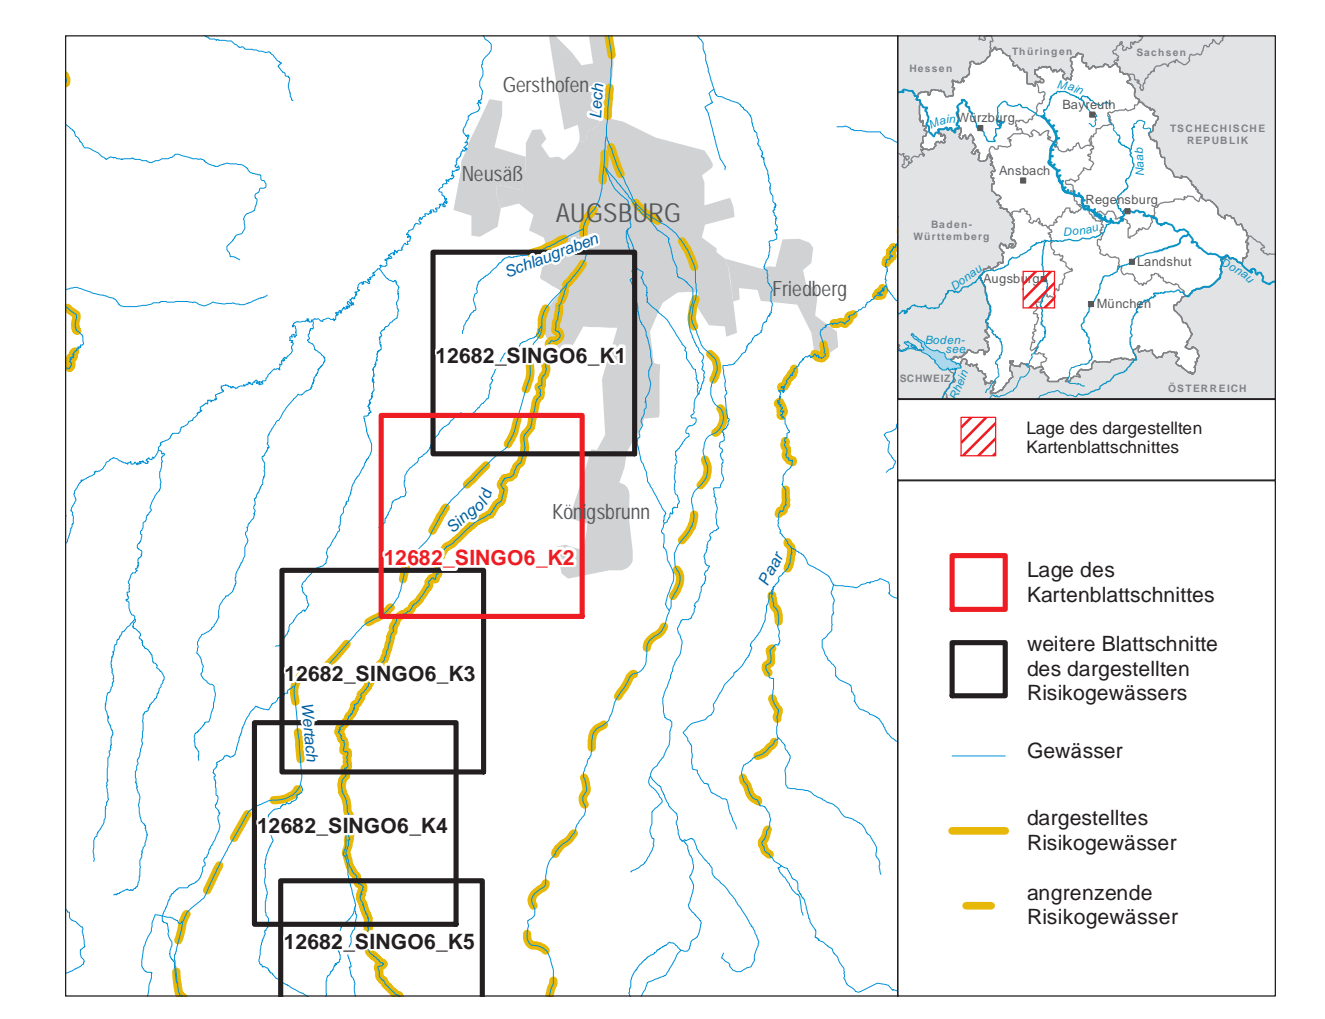 Gersthofen
Lech
Neusäß
AUGSBURG
Schlaugraben
Friedberg
12682_SINGO6_K1
Singold
Königsbrunn
12682_SINGO6_K2
Paar
12682_SINGO6_K3
Wertach
12682_SINGO6_K4
12682_SINGO6_K5
Thüringen
Sachsen
Hessen
Main
Bayreuth
Main
Würzburg
TSCHECHISCHE
REPUBLIK
Naab
Ansbach
Regensburg
Baden-
Württemberg
Donau
Landshut
Donau
Donau
Augsburg
München
Boden-
see
SCHWEIZ
Rhein
ÖSTERREICH
Lage des dargestellten
Kartenblattschnittes
Lage des
Kartenblattschnittes
weitere Blattschnitte
des dargestellten
Risikogewässers
Gewässer
dargestelltes
Risikogewässer
angrenzende
Risikogewässer